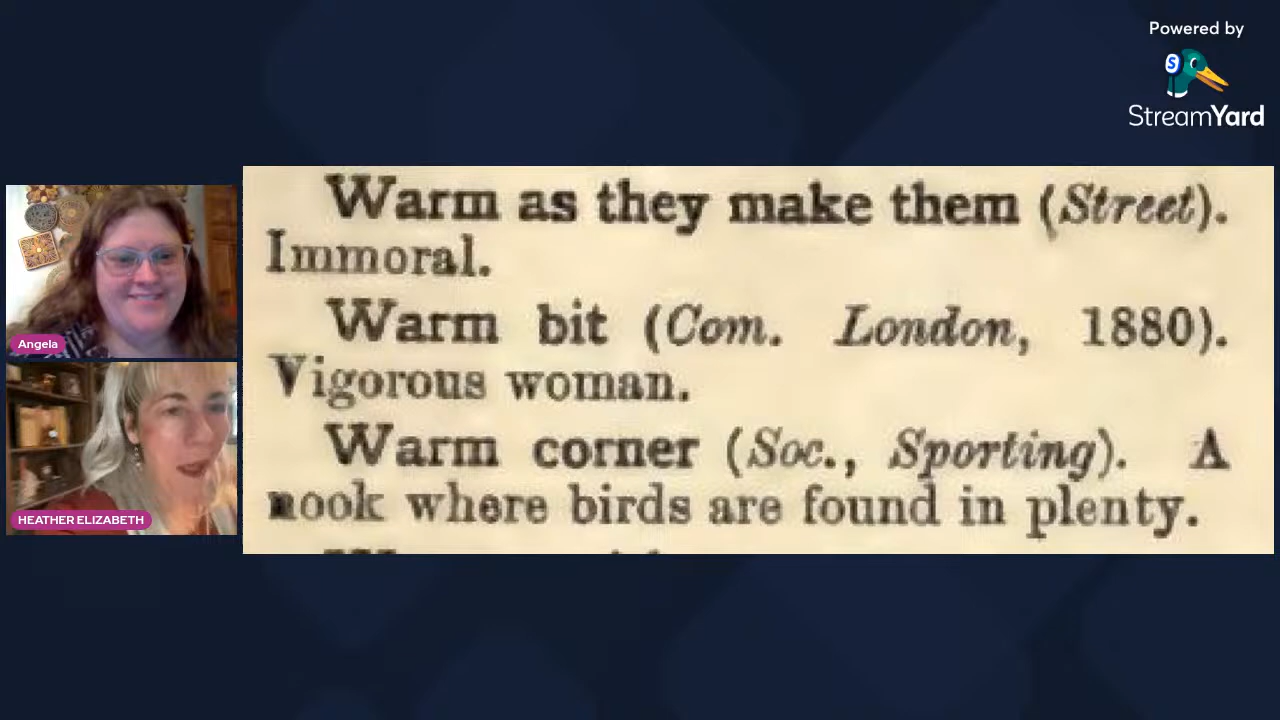 Powered by
StreamYard
Warm as they make them (Street).
Immoral.
Warm bit (Com. London, 1880).
Vigorous woman.
Warm corner (Soc., Sporting). A
nook where birds are found in plenty.
Angela
HEATHER ELIZABETH